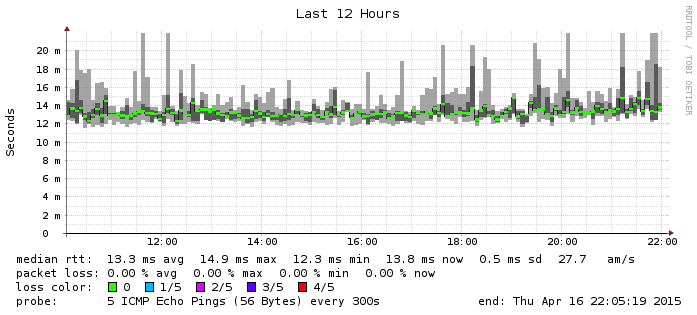 Last 12 Hours
RRDTOOL / TOBI OETIKER
Seconds
20 m
18 m
16 m
14 m
12 m
10 m
8 m
6 m
4 m
2 m
0
12:00 14:00 16:00 18:00 20:00 22:00
median rtt: 13.3 ms avg 14.9 ms max 12.3 ms min 13.8 ms now 0.5 ms sd 27.7 am/s
packet loss: 0.00 % avg 0.00 % max 0.00 % min 0.00 % now
loss color: 0 1/5 2/5 3/5 4/5
probe: 5 ICMP Echo Pings (56 Bytes) every 300s end: Thu Apr 16 22:05:19 2015